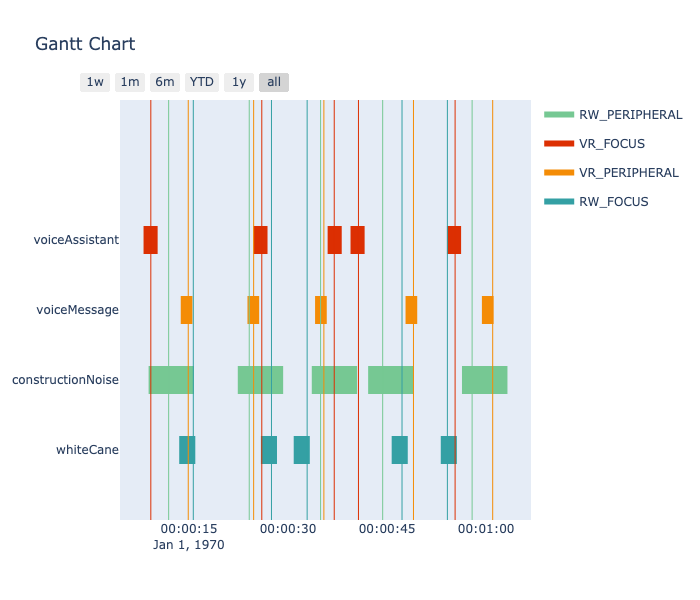 Gantt Chart
1w 1m 6m YTD 1y all
RW_PERIPHERAL
VR_FOCUS
VR_PERIPHERAL
RW_FOCUS
voiceAssistant
voiceMessage
constructionNoise
whiteCane
00:00:15 00:00:30 00:00:45 00:01:00
Jan 1, 1970